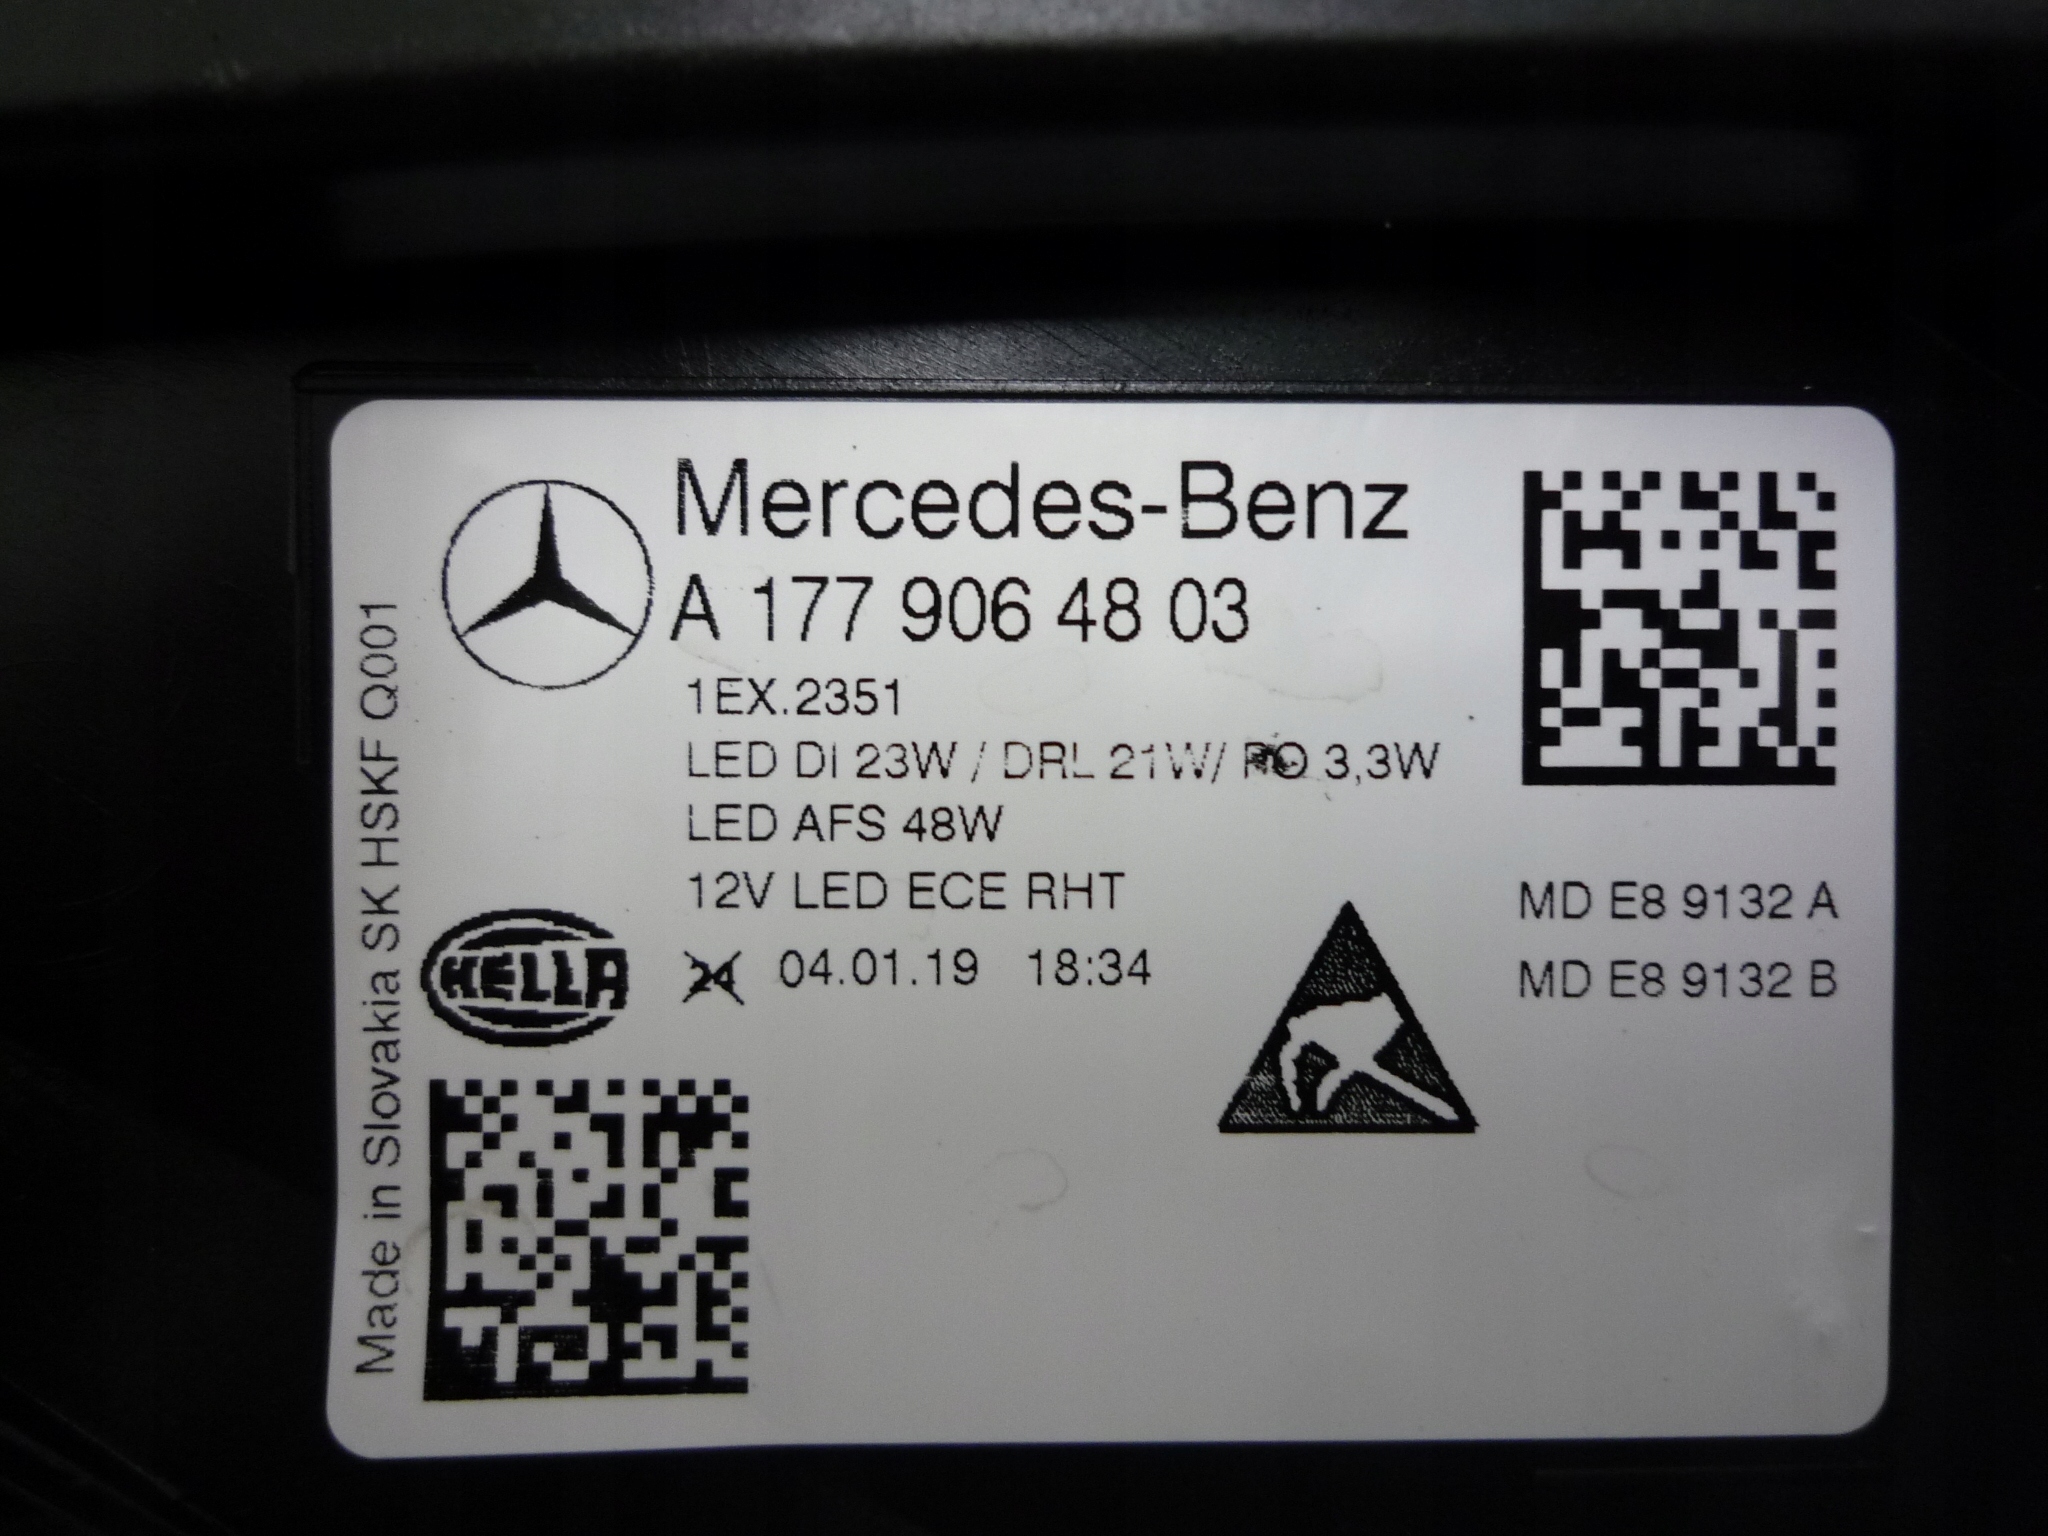 Mercedes-Benz
A 177 906 48 03
1EX.2351
LED DI 23W / DRL 21W/ PO 3,3W
LED AFS 48W
12V LED ECE RHT
24 04.01.19 18:34
HELLA
MD E8 9132 A
MD E8 9132 B
Made in Slovakia SK HSKF Q001